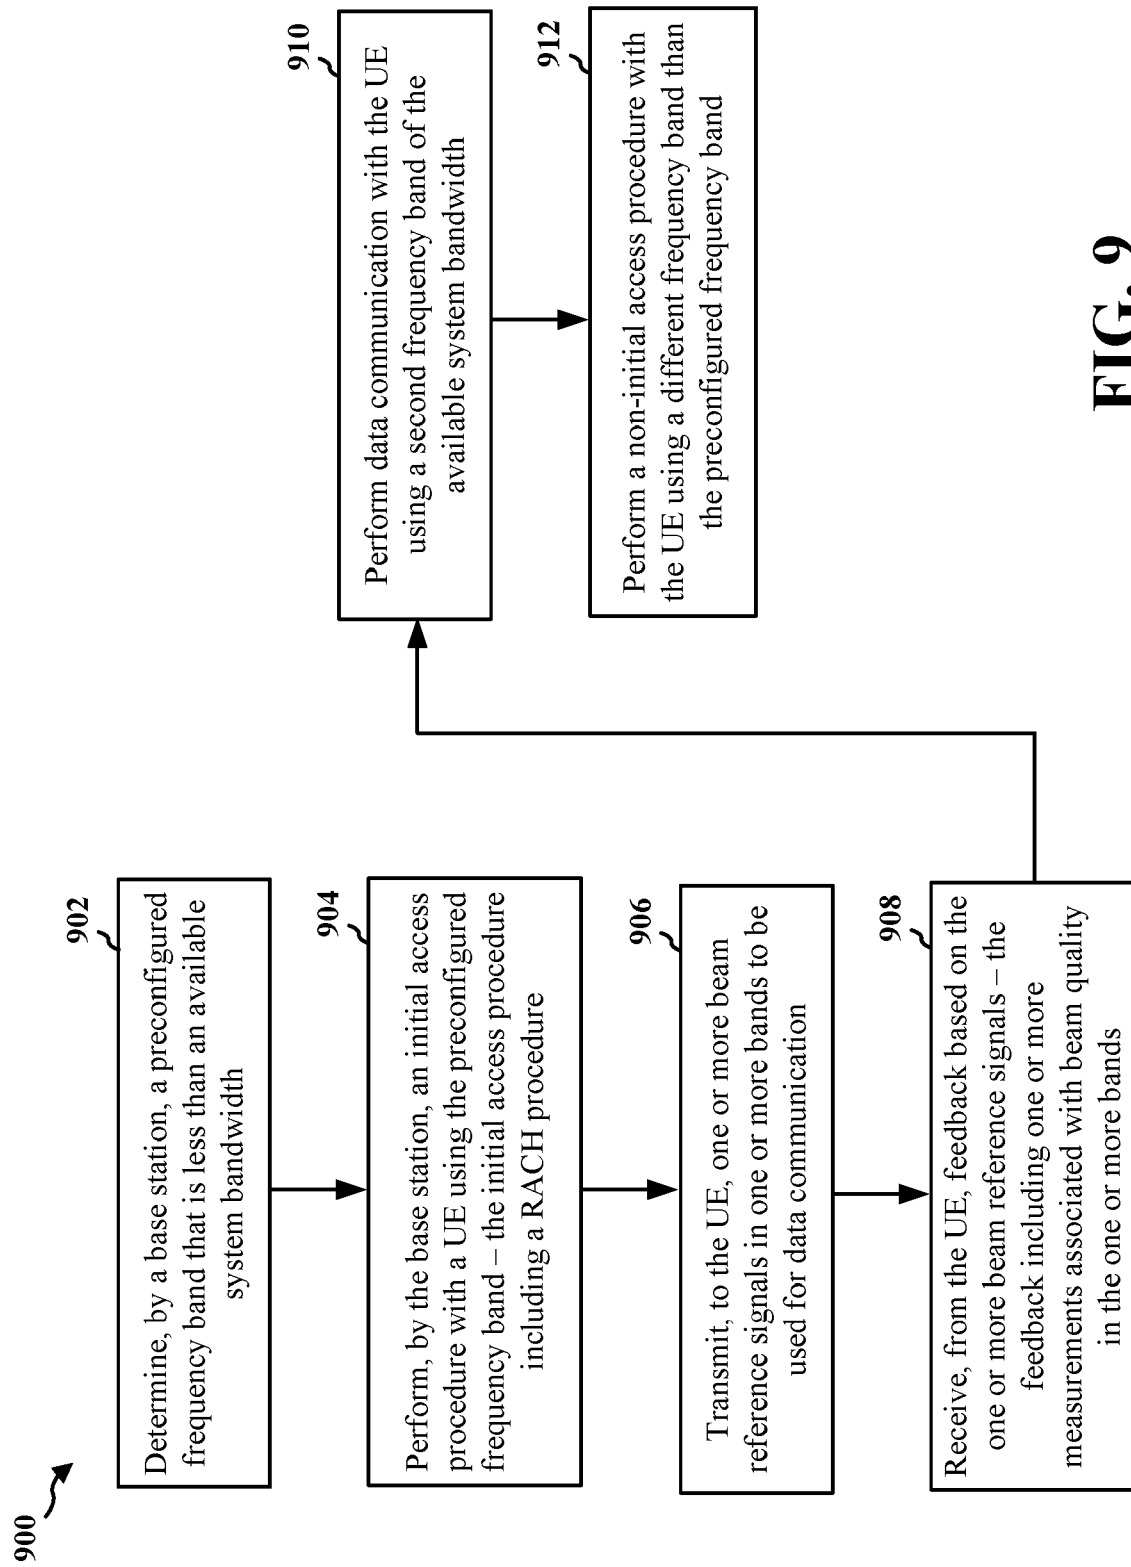 900
902
Determine, by a base station, a preconfigured
frequency band that is less than an available
system bandwidth
904
Perform, by the base station, an initial access
procedure with a UE using the preconfigured
frequency band – the initial access procedure
including a RACH procedure
906
Transmit, to the UE, one or more beam
reference signals in one or more bands to be
used for data communication
908
Receive, from the UE, feedback based on the
one or more beam reference signals – the
feedback including one or more
measurements associated with beam quality
in the one or more bands
910
Perform data communication with the UE
using a second frequency band of the
available system bandwidth
912
Perform a non-initial access procedure with
the UE using a different frequency band than
the preconfigured frequency band
FIG. 9